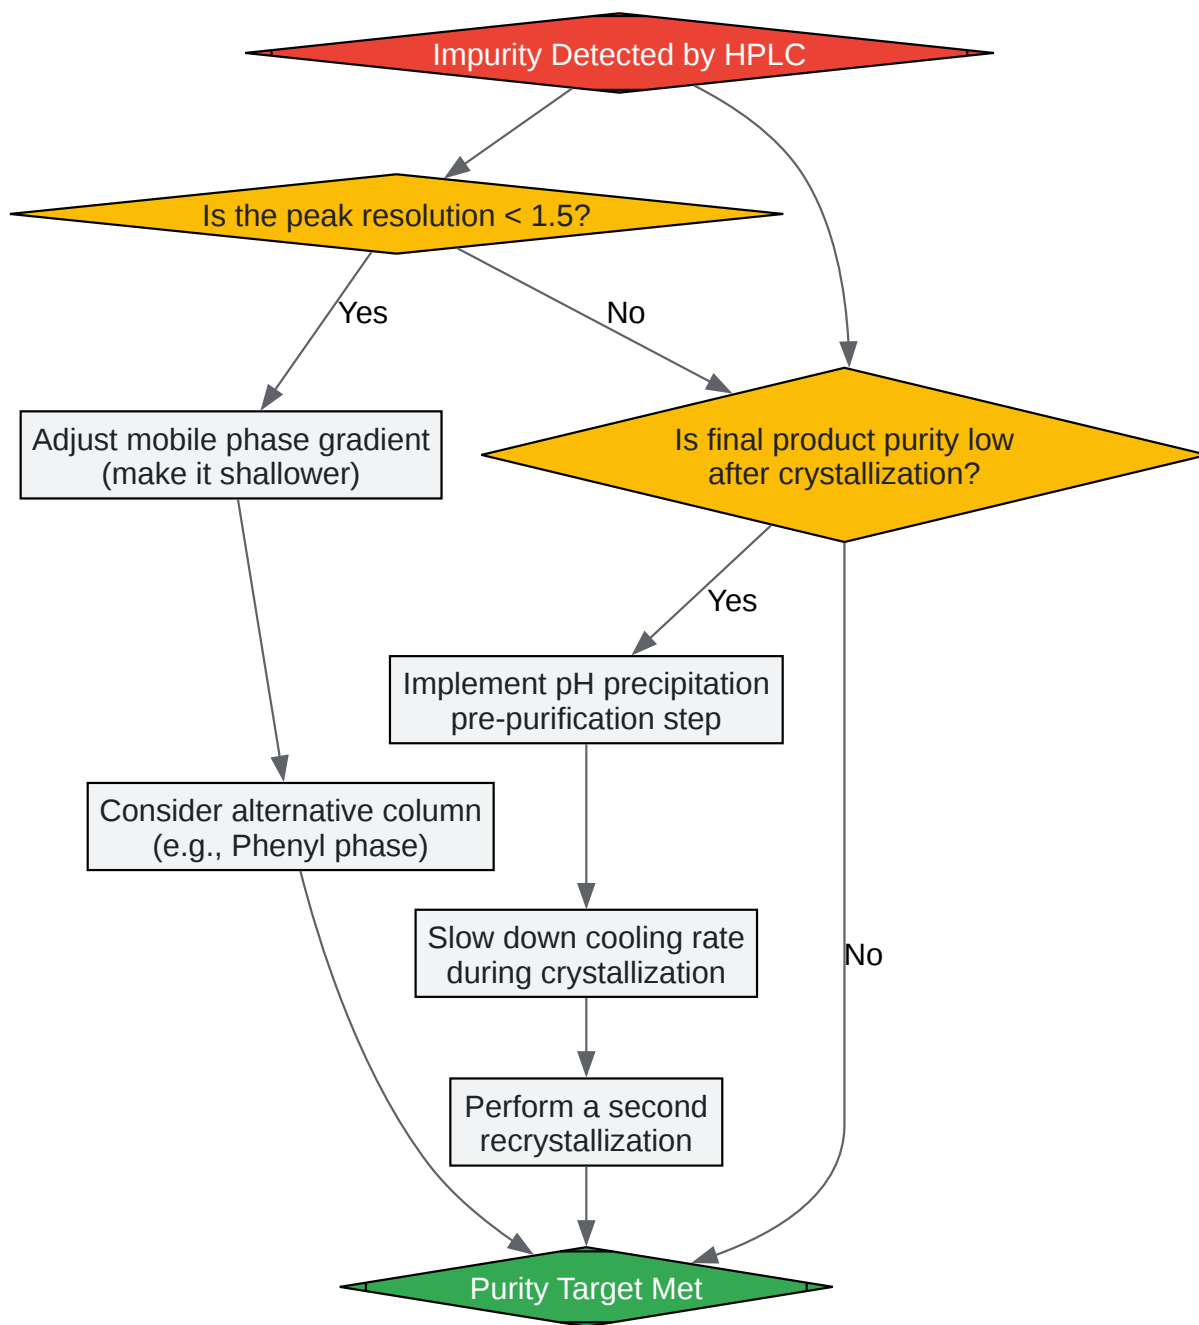 Impurity Detected by HPLC
Is the peak resolution < 1.5?
Yes
No
Adjust mobile phase gradient
(make it shallower)
Is final product purity low
after crystallization?
Yes
Implement pH precipitation
pre-purification step
Consider alternative column
(e.g., Phenyl phase)
Slow down cooling rate
during crystallization
No
Perform a second
recrystallization
Purity Target Met